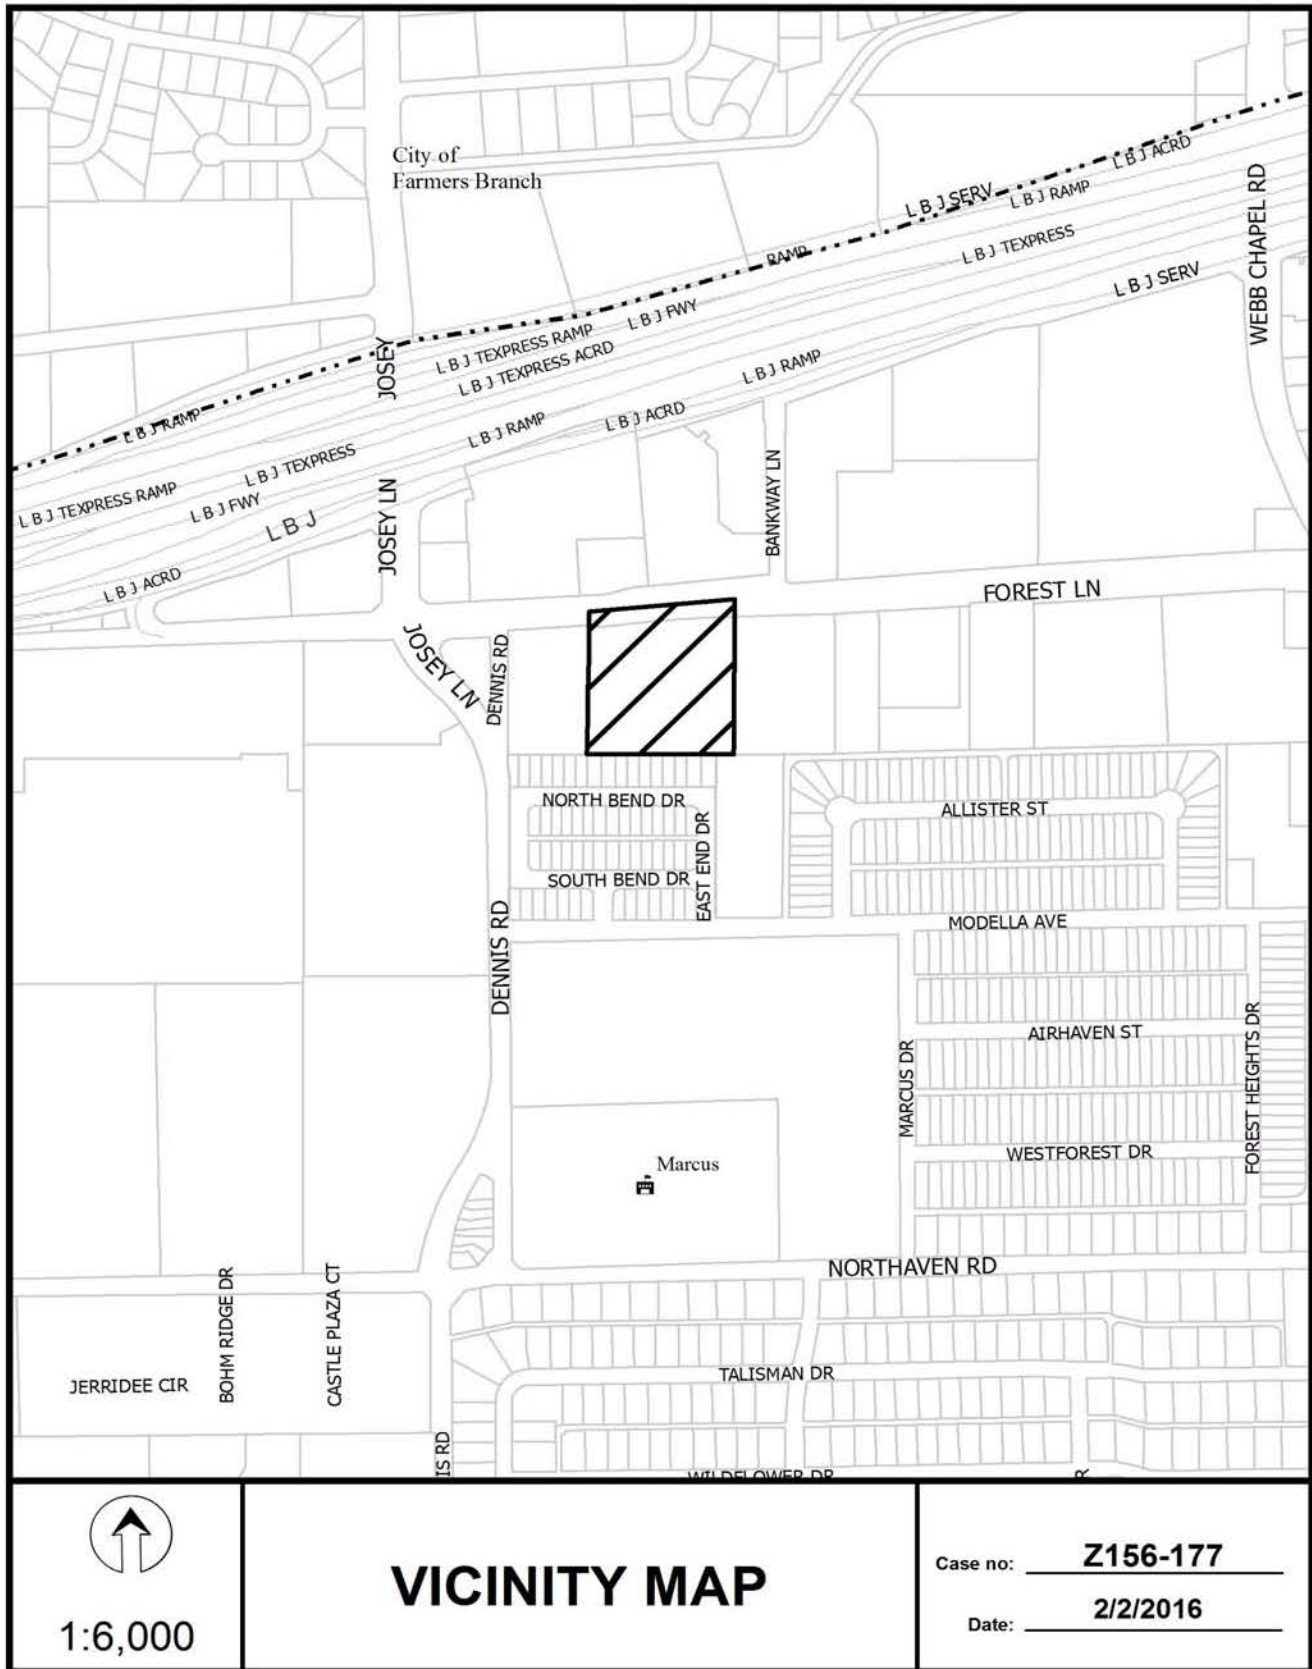 City of
Farmers Branch
L B J ACRD
L B J SERV
L B J RAMP
WEBB CHAPEL RD
L B J TEXPRESS
RAMP
L B J SERV
L B J FWY
L B J TEXPRESS RAMP
JOSEY
L B J TEXPRESS ACRD
L B J RAMP
L B J RAMP
L B J ACRD
L B J RAMP
L B J TEXPRESS
L B J TEXPRESS RAMP
L B J FWY
L B J
JOSEY LN
BANKWAY LN
L B J ACRD
FOREST LN
JOSEY LN
DENNIS RD
NORTH BEND DR
ALLISTER ST
EAST END DR
SOUTH BEND DR
MODELLA AVE
DENNIS RD
AIRHAVEN ST
FOREST HEIGHTS DR
MARCUS DR
WESTFOREST DR
Marcus
NORTHAVEN RD
BOHM RIDGE DR
CASTLE PLAZA CT
JERRIDEE CIR
TALISMAN DR
IS RD
WILDFLOWER DR
R
1:6,000
VICINITY MAP
Case no: Z156-177
Date: 2/2/2016